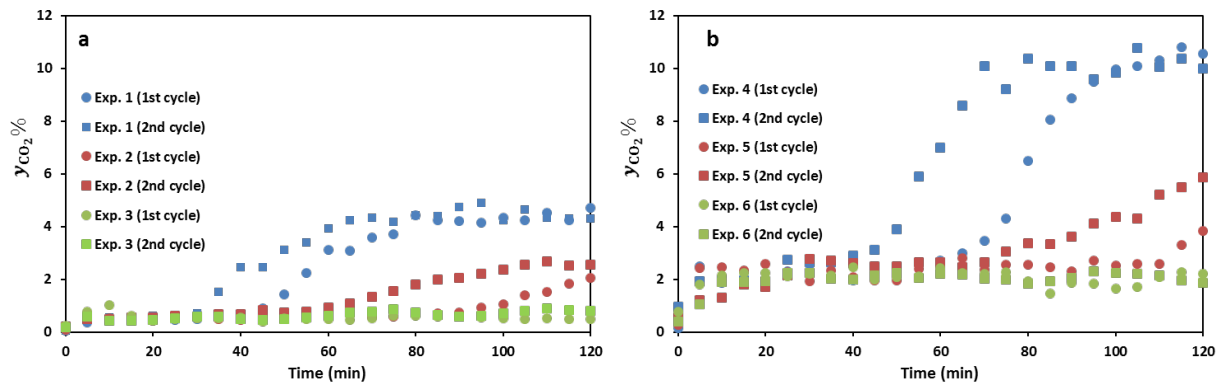 a
12
10
8
6
4
2
0
yCO₂%
Exp. 1 (1st cycle)
Exp. 1 (2nd cycle)
Exp. 2 (1st cycle)
Exp. 2 (2nd cycle)
Exp. 3 (1st cycle)
Exp. 3 (2nd cycle)
0 20 40 60 80 100 120
Time (min)
b
12
10
8
6
4
2
0
yCO₂%
Exp. 4 (1st cycle)
Exp. 4 (2nd cycle)
Exp. 5 (1st cycle)
Exp. 5 (2nd cycle)
Exp. 6 (1st cycle)
Exp. 6 (2nd cycle)
0 20 40 60 80 100 120
Time (min)